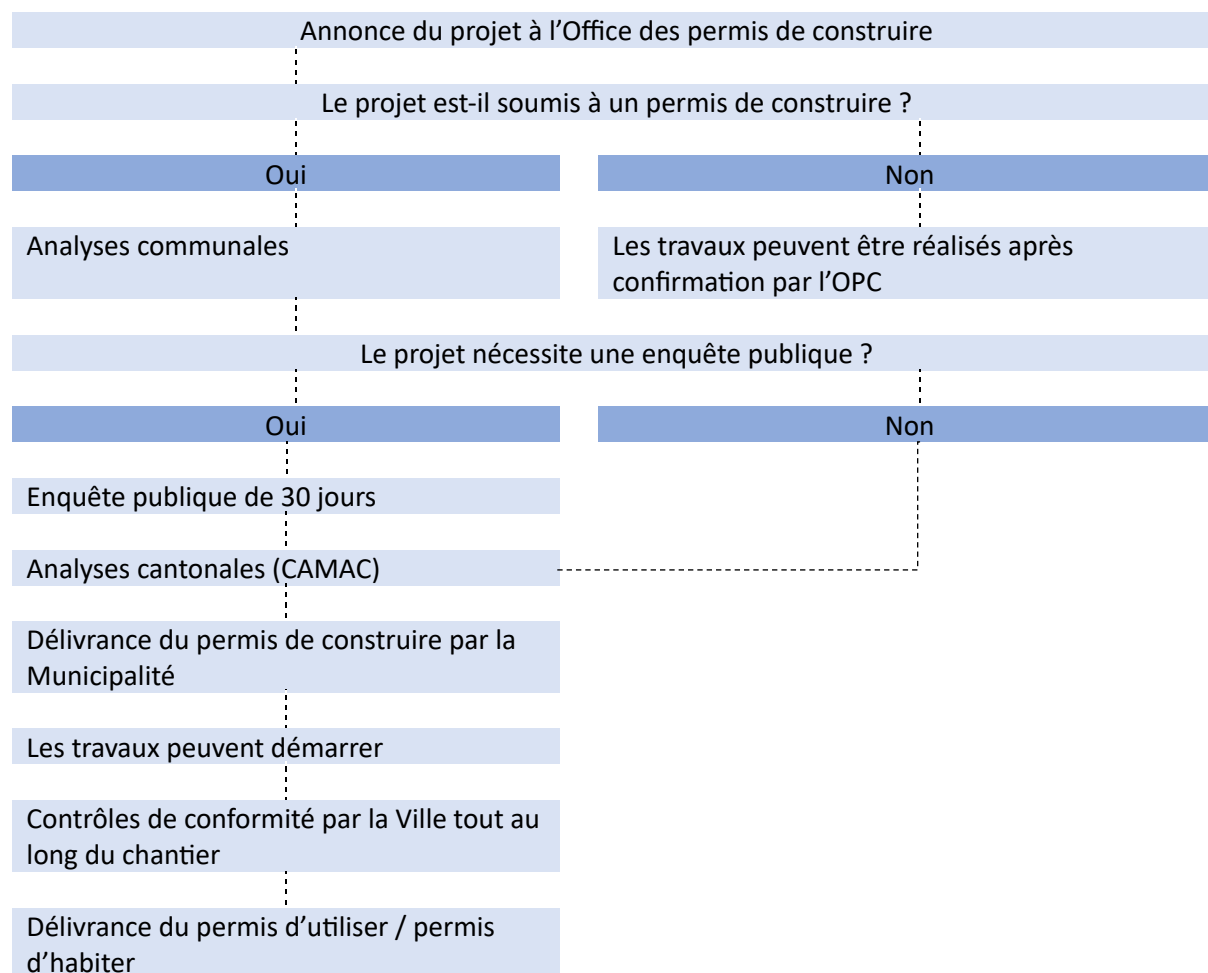 Annonce du projet à l’Office des permis de construire
Le projet est-il soumis à un permis de construire ?
Oui
Non
Analyses communales
Les travaux peuvent être réalisés après
confirmation par l’OPC
Le projet nécessite une enquête publique ?
Oui
Non
Enquête publique de 30 jours
Analyses cantonales (CAMAC)
Délivrance du permis de construire par la
Municipalité
Les travaux peuvent démarrer
Contrôles de conformité par la Ville tout au
long du chantier
Délivrance du permis d’utiliser / permis
d’habiter